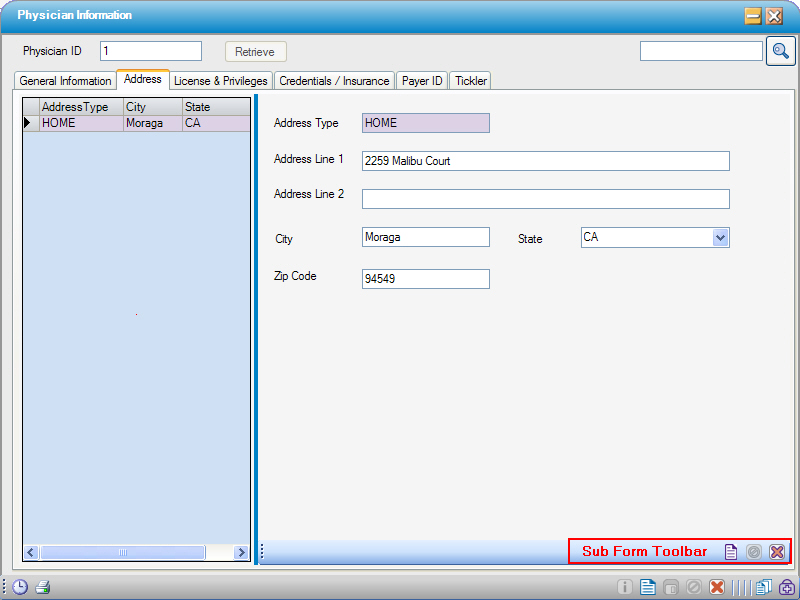 Physician Information
Physician ID 1 Retrieve
General Information Address License & Privileges Credentials / Insurance Payer ID Tickler
AddressType City State
HOME Moraga CA
Address Type HOME
Address Line 1 2259 Malibu Court
Address Line 2
City Moraga State CA
Zip Code 94549
Sub Form Toolbar